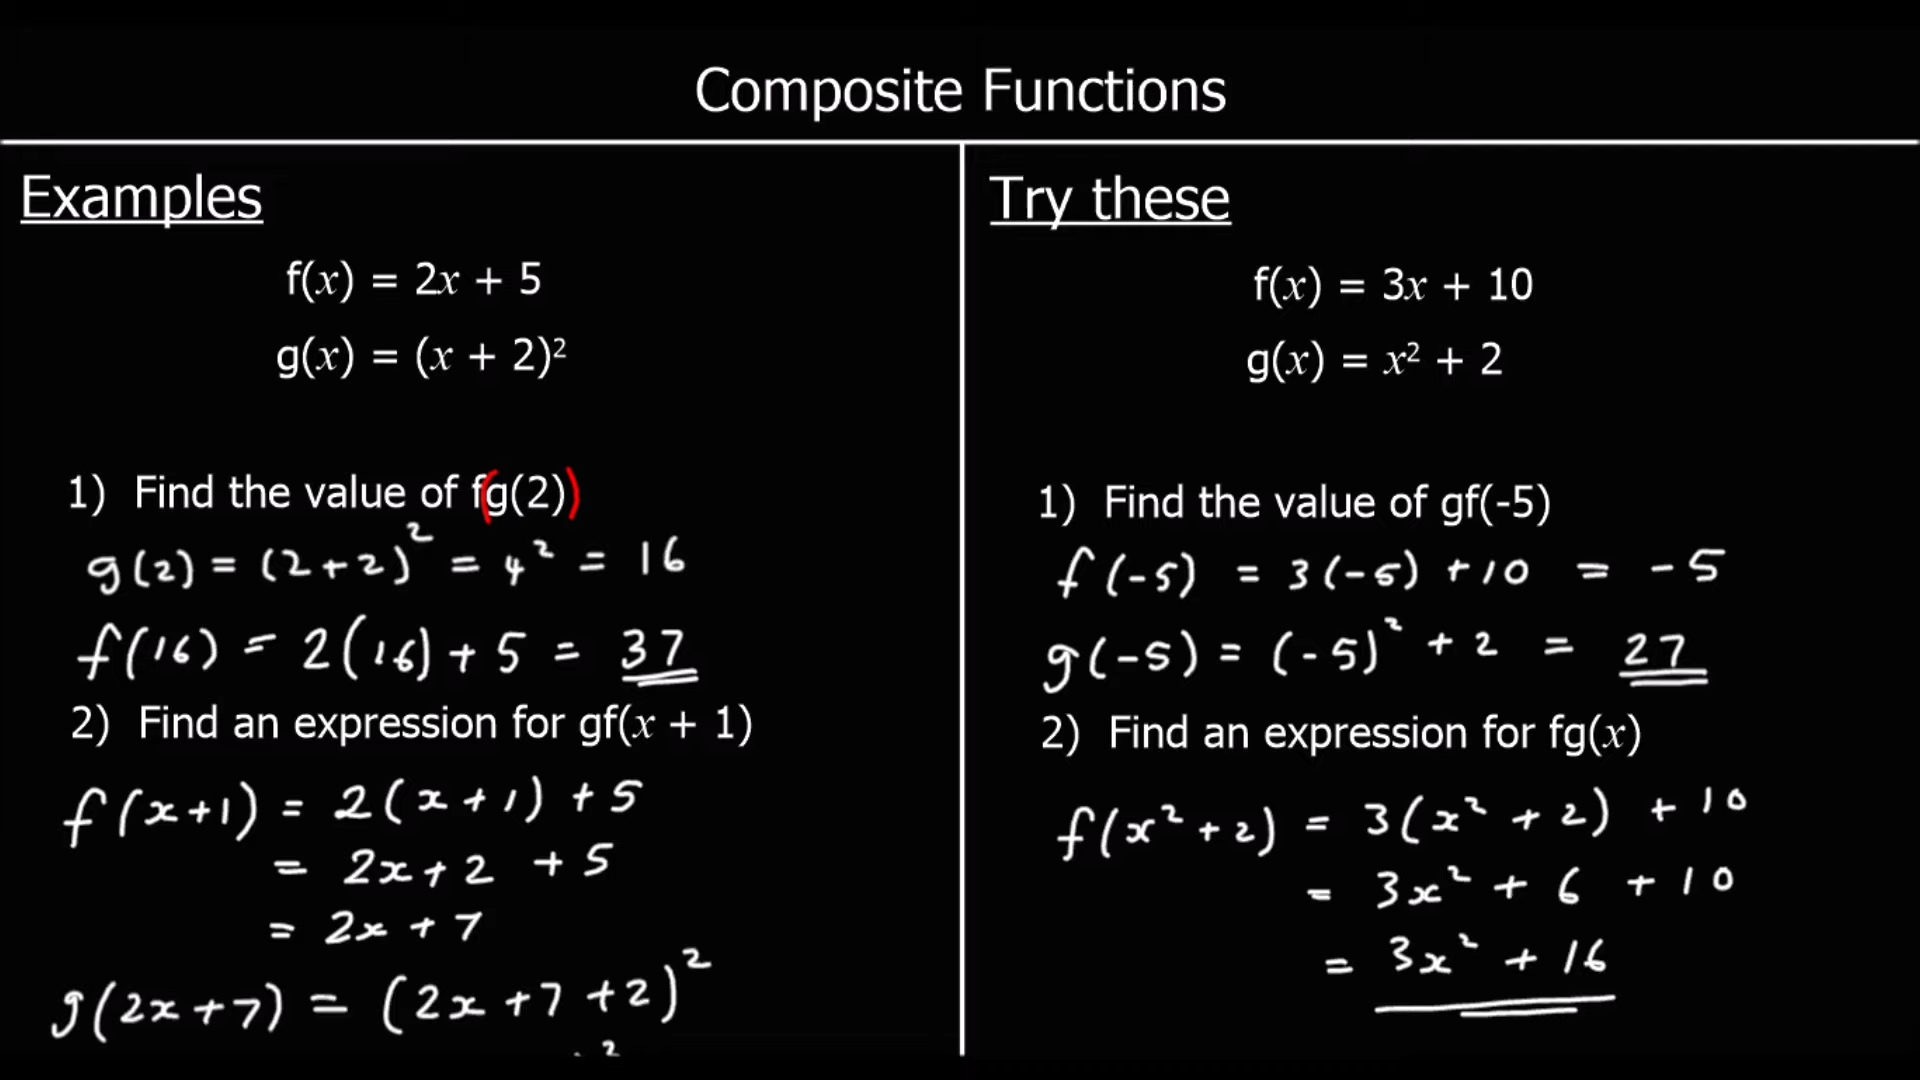 Composite Functions
Examples
f(x) = 2x + 5
g(x) = (x + 2)²
1) Find the value of fg(2))
g(2) = (2+2)² = 4² = 16
f(16) = 2(16) + 5 = 37
2) Find an expression for gf(x + 1)
f(x+1) = 2(x+1) + 5
= 2x+2 + 5
= 2x + 7
g(2x+7) = (2x+7+2)²
Try these
f(x) = 3x + 10
g(x) = x² + 2
1) Find the value of gf(-5)
f(-5) = 3(-5) +10 = -5
g(-5) = (-5)² + 2 = 27
2) Find an expression for fg(x)
f(x²+2) = 3(x² + 2) + 10
= 3x² + 6 + 10
= 3x² + 16